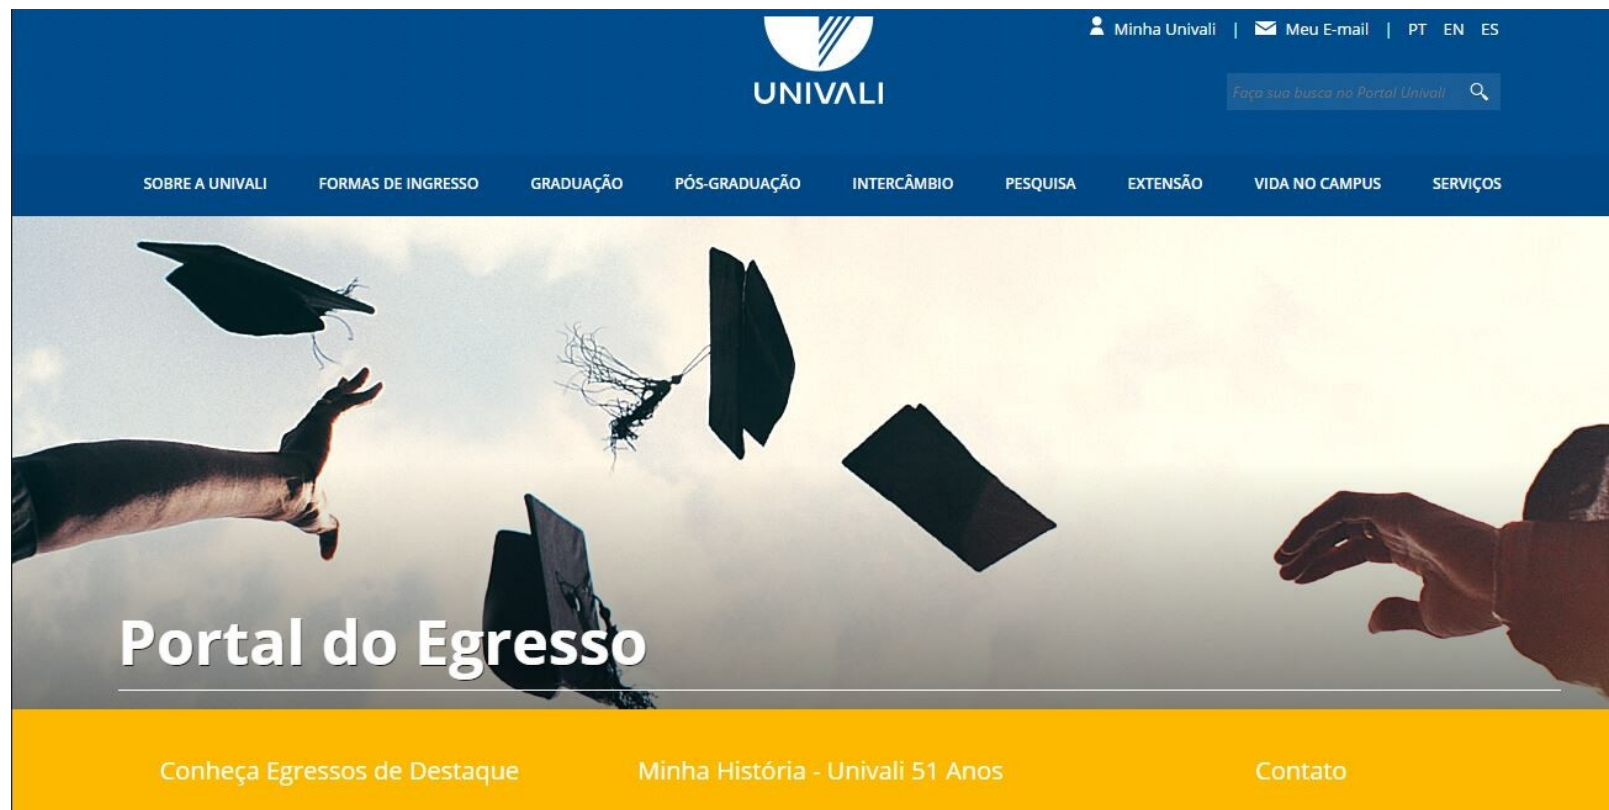 Minha Univali | Meu E-mail | PT EN ES
UNIVALI
Faça sua busca no Portal Univali
SOBRE A UNIVALI FORMAS DE INGRESSO GRADUAÇÃO PÓS-GRADUAÇÃO INTERCÂMBIO PESQUISA EXTENSÃO VIDA NO CAMPUS SERVIÇOS
Portal do Egresso
Conheça Egressos de Destaque Minha História - Univali 51 Anos Contato